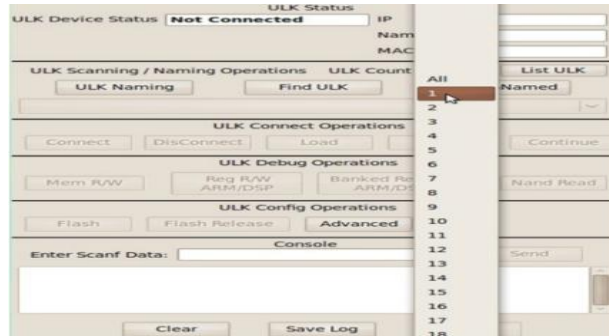 ULK Status
ULK Device Status Not Connected IP
Nam
MAC
ULK Scanning / Naming Operations ULK Count List ULK
ULK Naming Find ULK Named
ULK Connect Operations
Connect DisConnect Load Continue
ULK Debug Operations
Mem R/W Reg R/W ARM/DSP Banked Re ARM/DS Nand Read
ULK Config Operations
Flash Flash Release Advanced
Console
Enter Scanf Data: Send
Clear Save Log
All
1
2
3
4
5
6
7
8
9
10
11
12
13
14
15
16
17
18